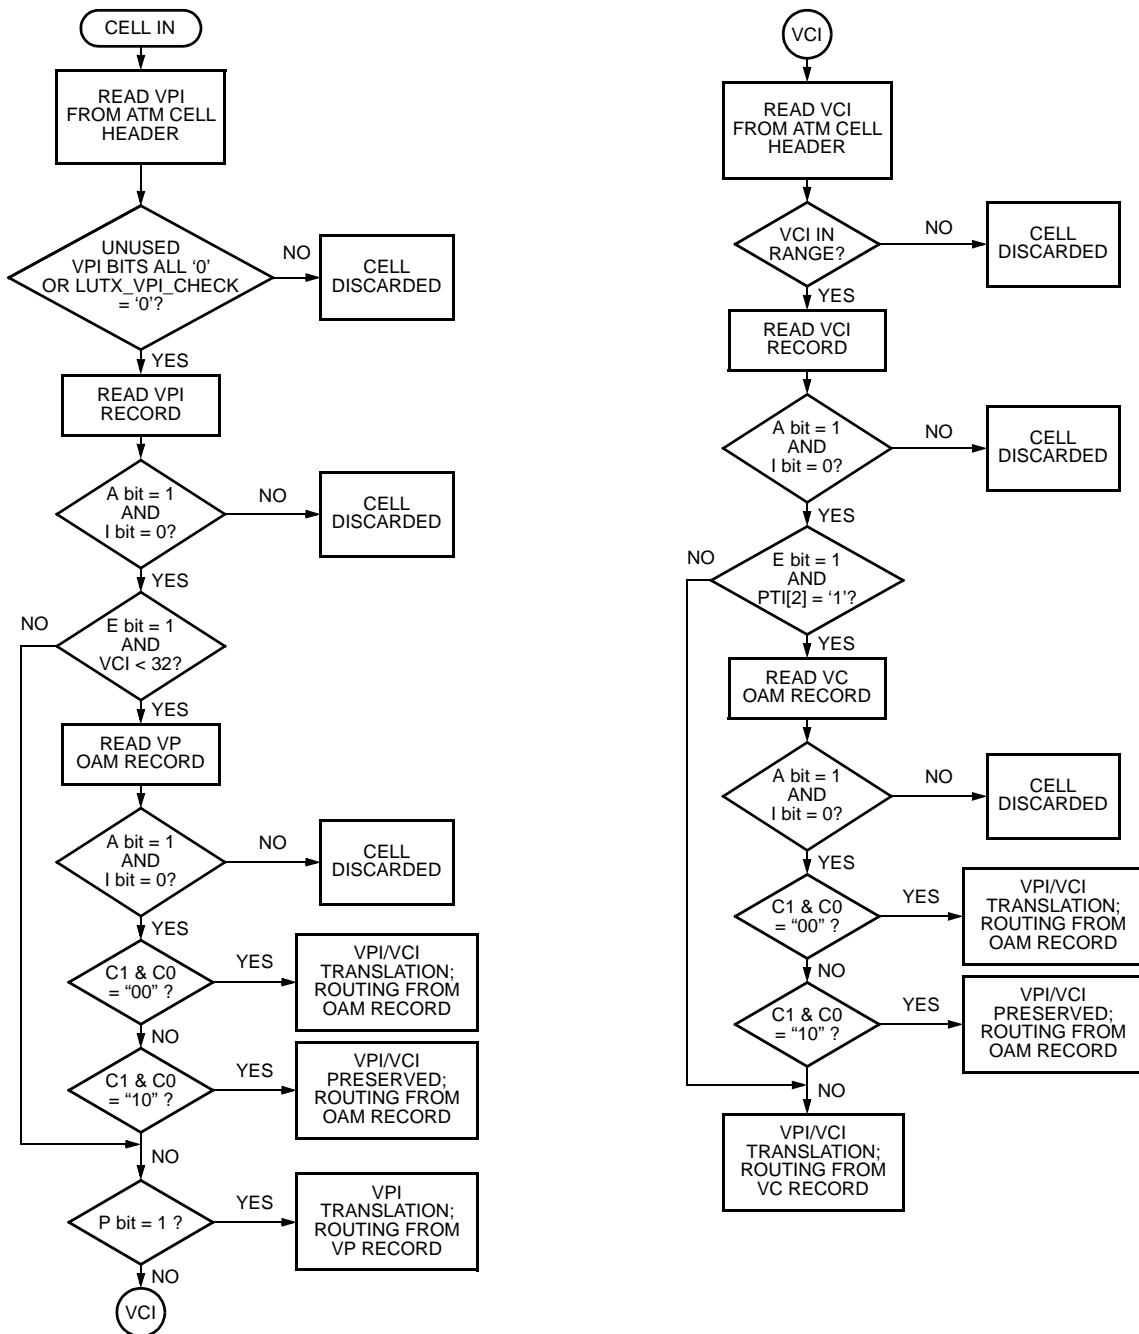 CELL IN
READ VPI
FROM ATM CELL
HEADER
UNUSED
VPI BITS ALL ‘0’
OR LUTX_VPI_CHECK
= ‘0’?
NO
CELL
DISCARDED
YES
READ VPI
RECORD
A bit = 1
AND
I bit = 0?
NO
CELL
DISCARDED
YES
E bit = 1
AND
VCI < 32?
NO
YES
READ VP
OAM RECORD
A bit = 1
AND
I bit = 0?
NO
CELL
DISCARDED
YES
C1 & C0
= “00” ?
YES
VPI/VCI
TRANSLATION;
ROUTING FROM
OAM RECORD
NO
C1 & C0
= “10” ?
YES
VPI/VCI
PRESERVED;
ROUTING FROM
OAM RECORD
NO
P bit = 1 ?
YES
VPI
TRANSLATION;
ROUTING FROM
VP RECORD
NO
VCI
VCI
READ VCI
FROM ATM CELL
HEADER
VCI IN
RANGE?
NO
CELL
DISCARDED
YES
READ VCI
RECORD
A bit = 1
AND
I bit = 0?
NO
CELL
DISCARDED
YES
E bit = 1
AND
PTI[2] = ‘1’?
NO
YES
READ VC
OAM RECORD
A bit = 1
AND
I bit = 0?
NO
CELL
DISCARDED
YES
C1 & C0
= “00” ?
YES
VPI/VCI
TRANSLATION;
ROUTING FROM
OAM RECORD
NO
C1 & C0
= “10” ?
YES
VPI/VCI
PRESERVED;
ROUTING FROM
OAM RECORD
NO
VPI/VCI
TRANSLATION;
ROUTING FROM
VC RECORD